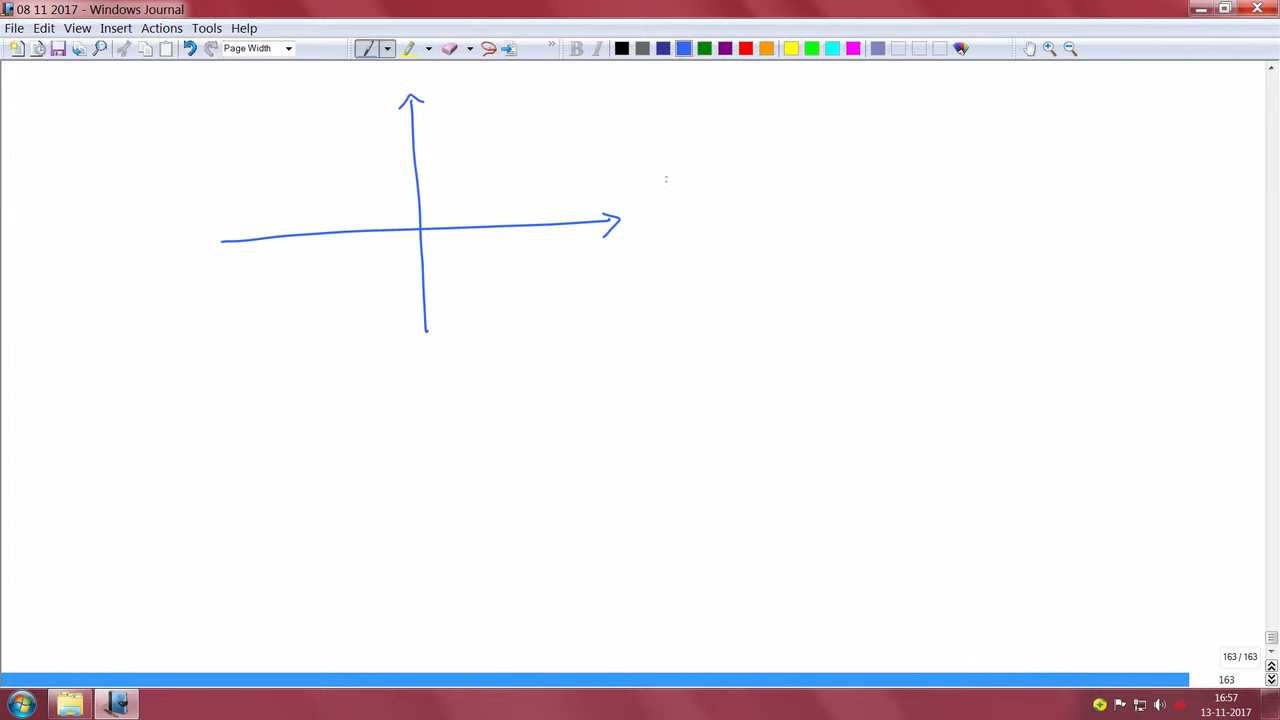 08 11 2017 - Windows Journal
File Edit View Insert Actions Tools Help
Page Width
B I
163 / 163
163
16:57
13-11-2017